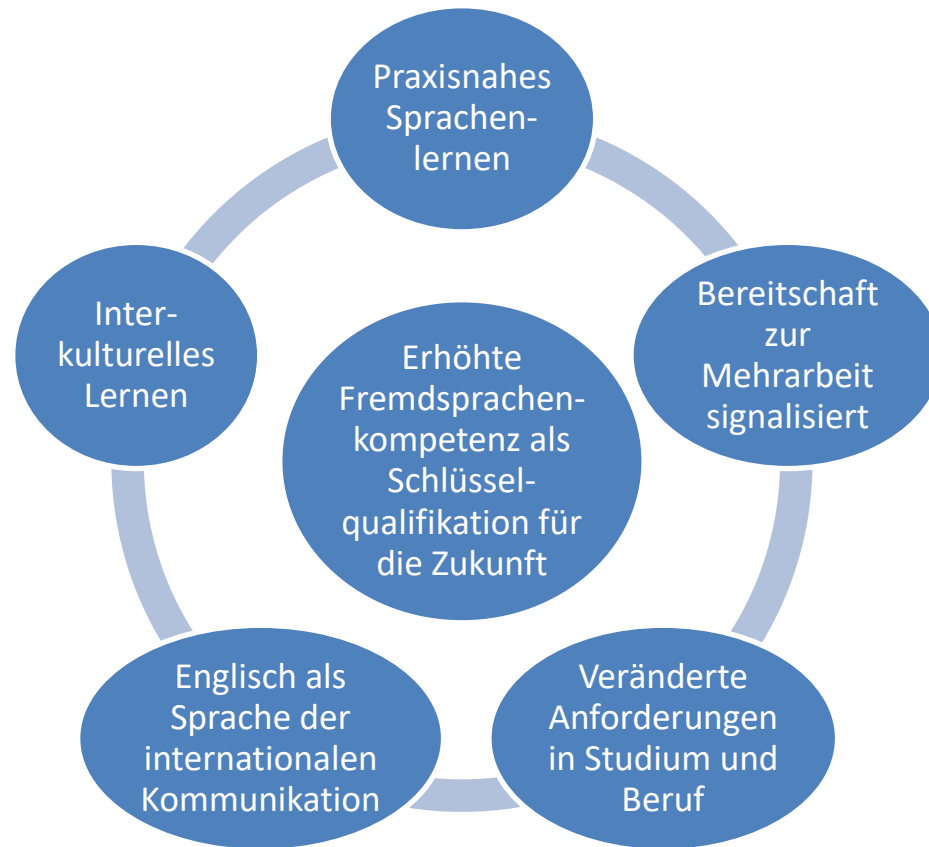 Praxisnahes
Sprachen-
lernen
Bereitschaft
zur
Mehrarbeit
signalisiert
Veränderte
Anforderungen
in Studium und
Beruf
Englisch als
Sprache der
internationalen
Kommunikation
Inter-
kulturelles
Lernen
Erhöhte
Fremdsprachen-
kompetenz als
Schlüssel-
qualifikation für
die Zukunft